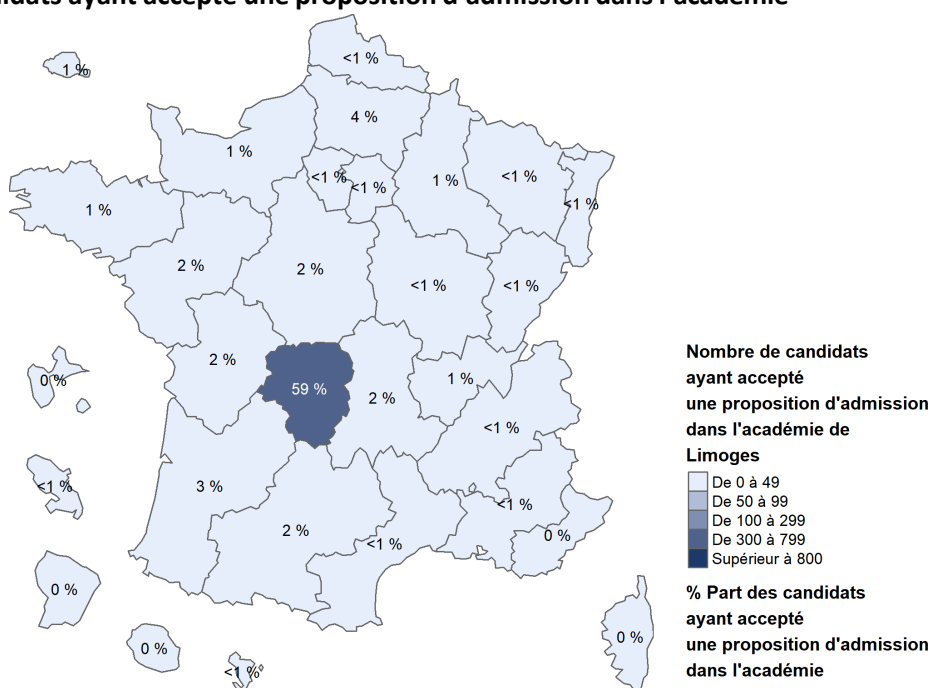 dats ayant accepté une proposition d'admission dans l'académie
<1 %
1 %
4 %
1 %
<1 %
<1 %
1 %
<1 %
<1 %
1 %
2 %
2 %
<1 %
<1 %
2 %
59 %
2 %
1 %
0 %
<1 %
<1 %
3 %
2 %
<1 %
<1 %
0 %
0 %
0 %
<1 %
0 %
Nombre de candidats
ayant accepté
une proposition d'admission
dans l'académie de
Limoges
De 0 à 49
De 50 à 99
De 100 à 299
De 300 à 799
Supérieur à 800
% Part des candidats
ayant accepté
une proposition d'admission
dans l'académie